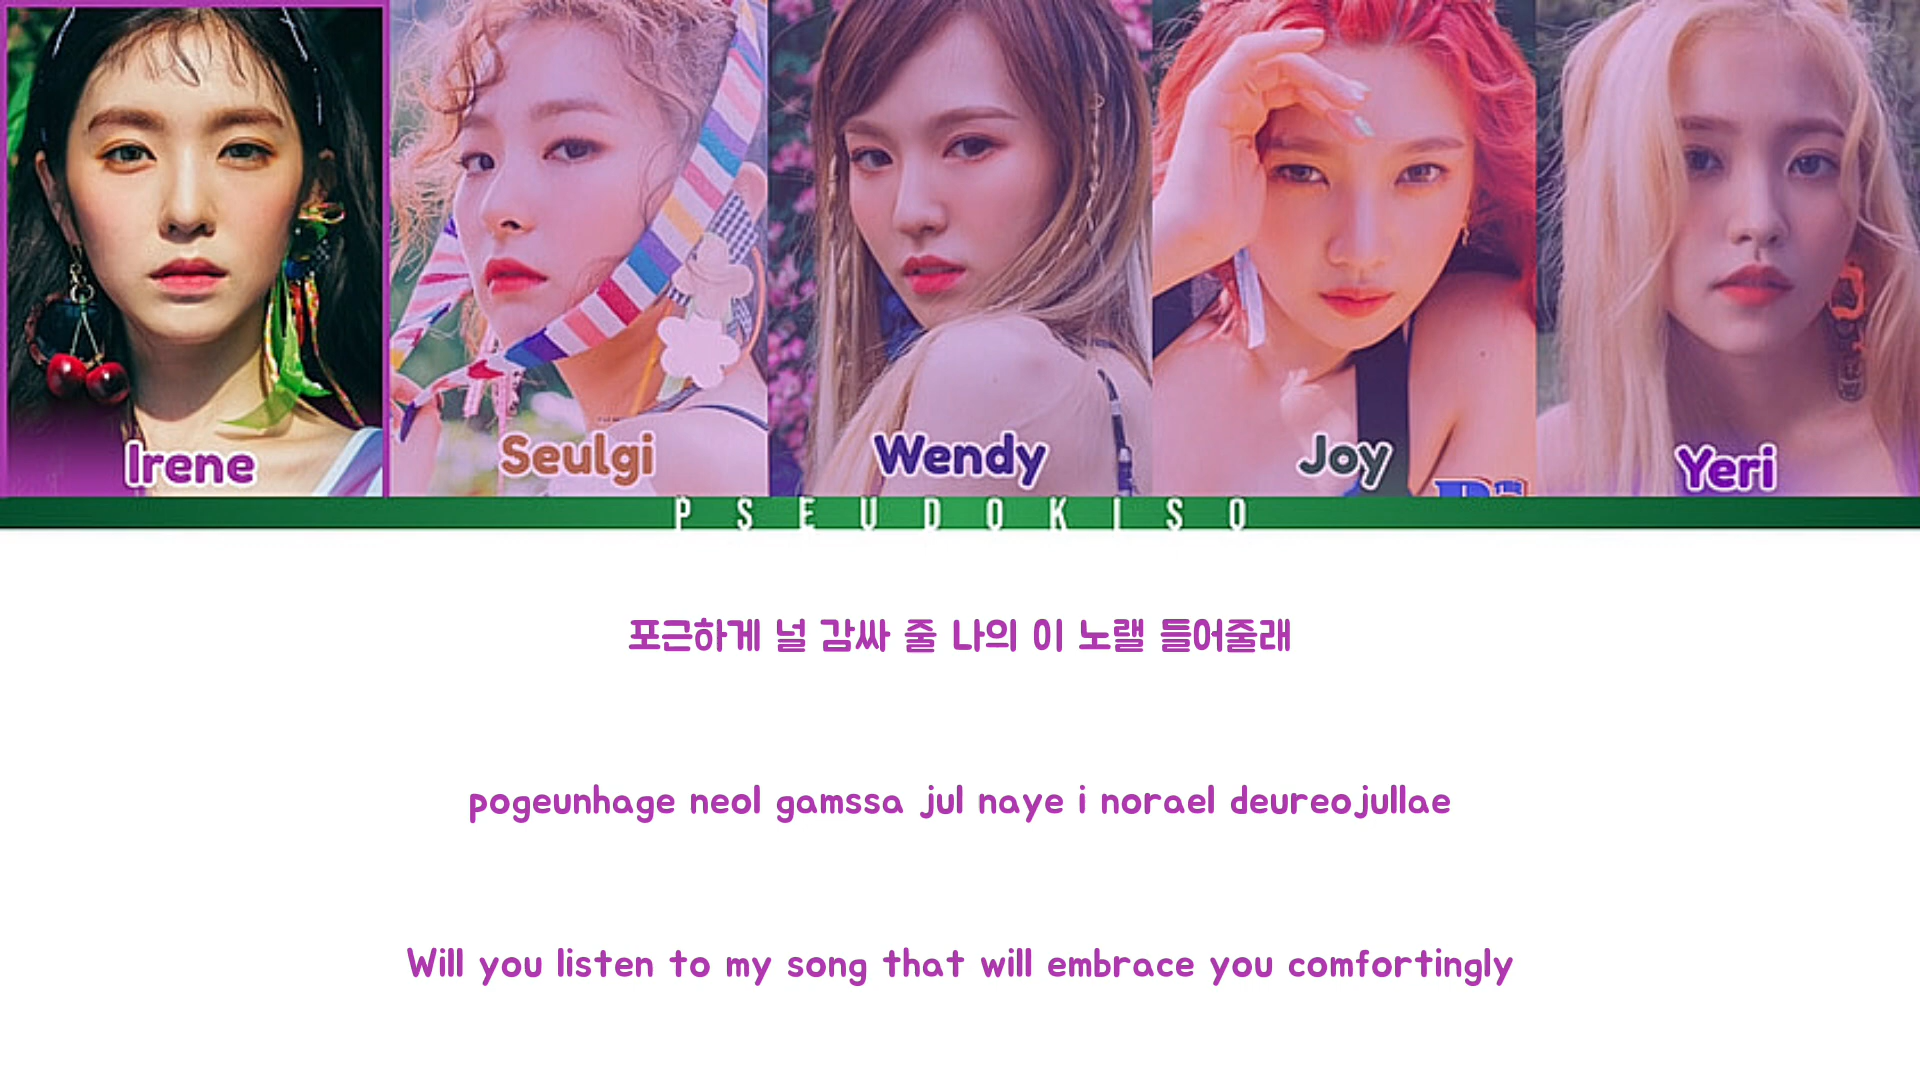 Irene
Seulgi
Wendy
Joy
Yeri
PSEUDOKISO
포근하게 널 감싸 줄 나의 이 노랠 들어줄래
pogeunhage neol gamssa jul naye i norael deureojullae
Will you listen to my song that will embrace you comfortingly